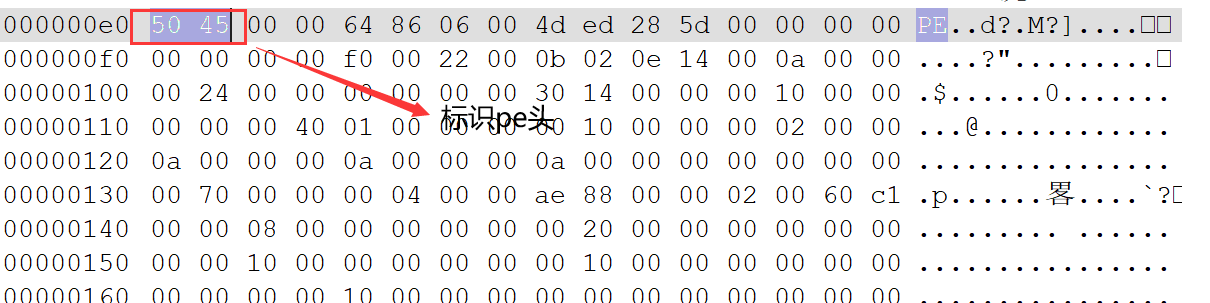 000000e0 50 45 00 00 64 86 06 00 4d ed 28 5d 00 00 00 00 PE..d?.M?]....□□
000000f0 00 00 00 00 f0 00 22 00 0b 02 0e 14 00 0a 00 00 ....?".........□
00000100 00 24 00 00 00 00 00 00 30 14 00 00 00 10 00 00 .$......0.......
00000110 00 00 00 40 01 00 00 00 00 10 00 00 00 02 00 00 ...@............
标识pe头
00000120 0a 00 00 00 0a 00 00 00 0a 00 00 00 00 00 00 00 ................
00000130 00 70 00 00 00 04 00 00 ae 88 00 00 02 00 60 c1 .p......畧....`?□
00000140 00 00 08 00 00 00 00 00 00 20 00 00 00 00 00 00 ......... ......
00000150 00 00 10 00 00 00 00 00 00 10 00 00 00 00 00 00 ................
00000160 00 00 00 00 10 00 00 00 00 00 00 00 00 00 00 00 ................